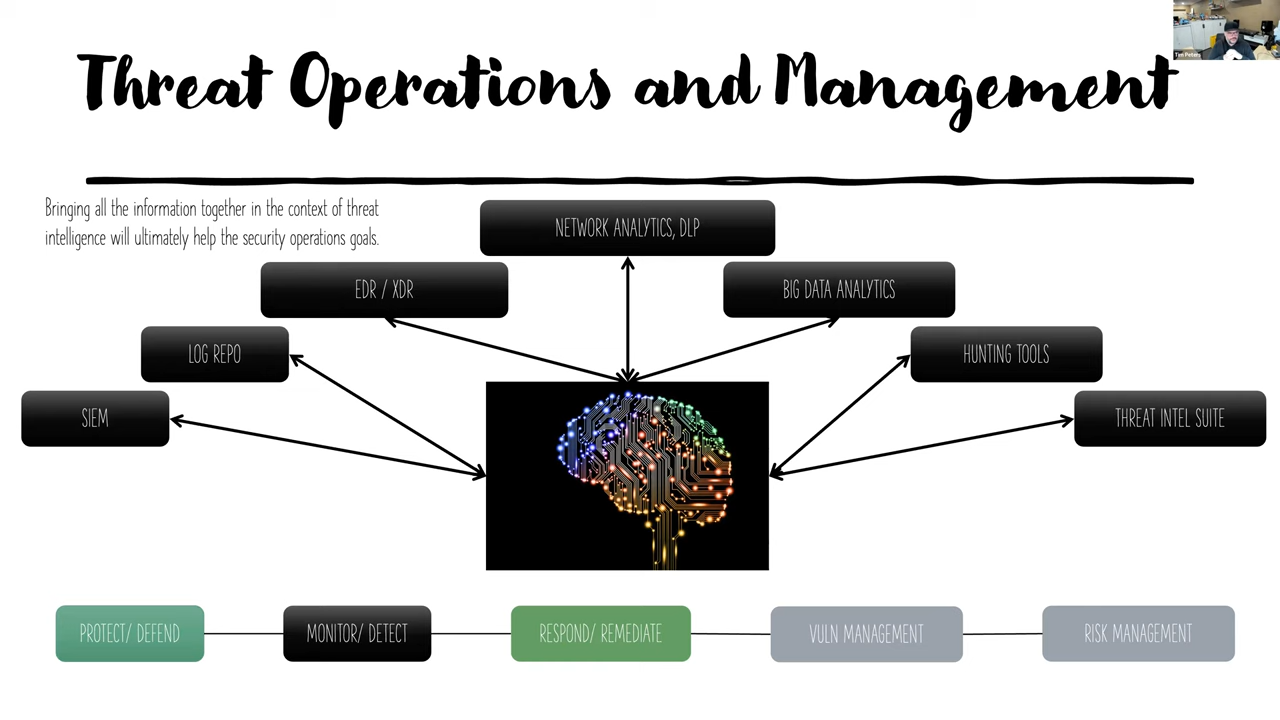 Threat Operations and Management
Tim Peters
Bringing all the information together in the context of threat
intelligence will ultimately help the security operations goals.
NETWORK ANALYTICS, DLP
EDR / XDR
BIG DATA ANALYTICS
LOG REPO
HUNTING TOOLS
SIEM
THREAT INTEL SUITE
PROTECT/ DEFEND
MONITOR/ DETECT
RESPOND/ REMEDIATE
VULN MANAGEMENT
RISK MANAGEMENT